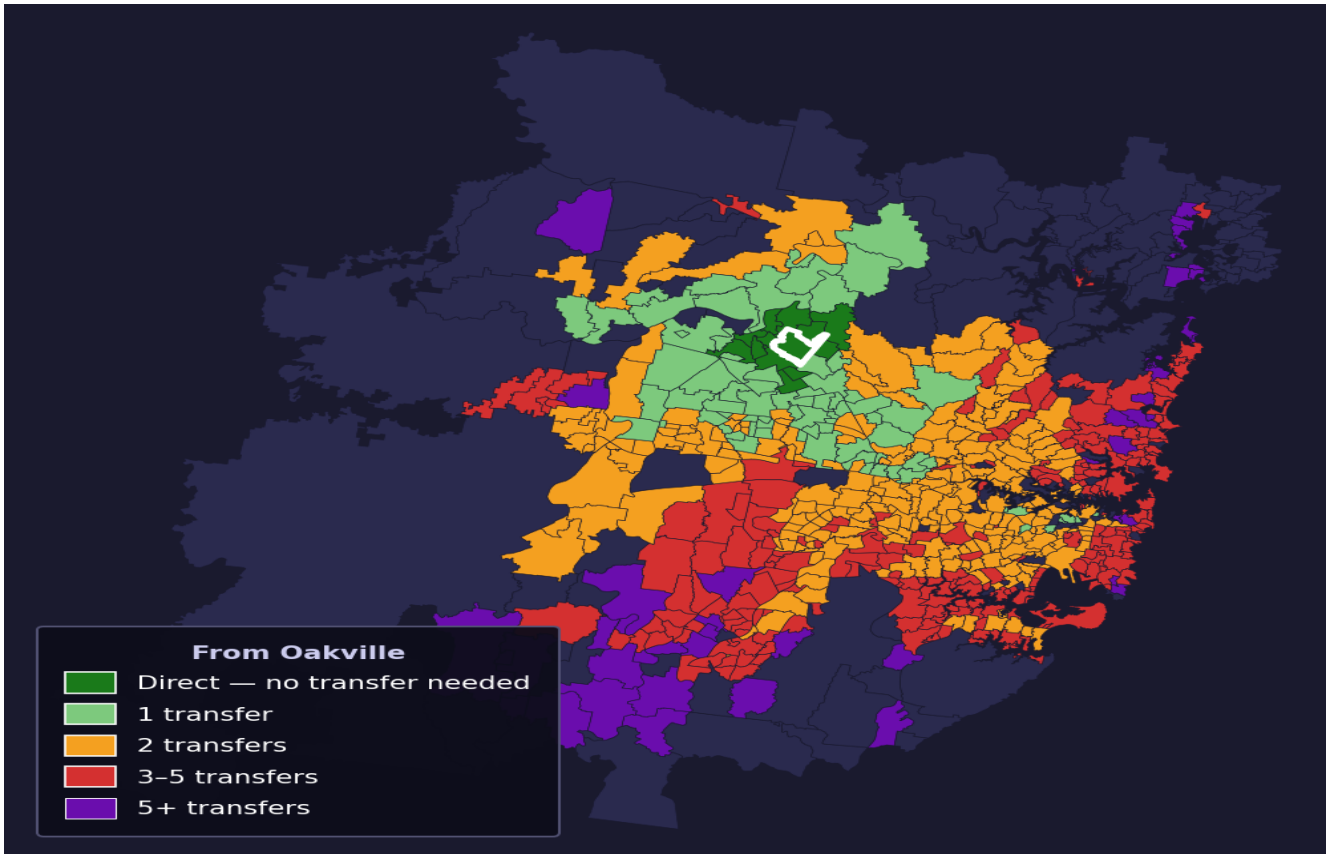 From Oakville
Direct — no transfer needed
1 transfer
2 transfers
3–5 transfers
5+ transfers